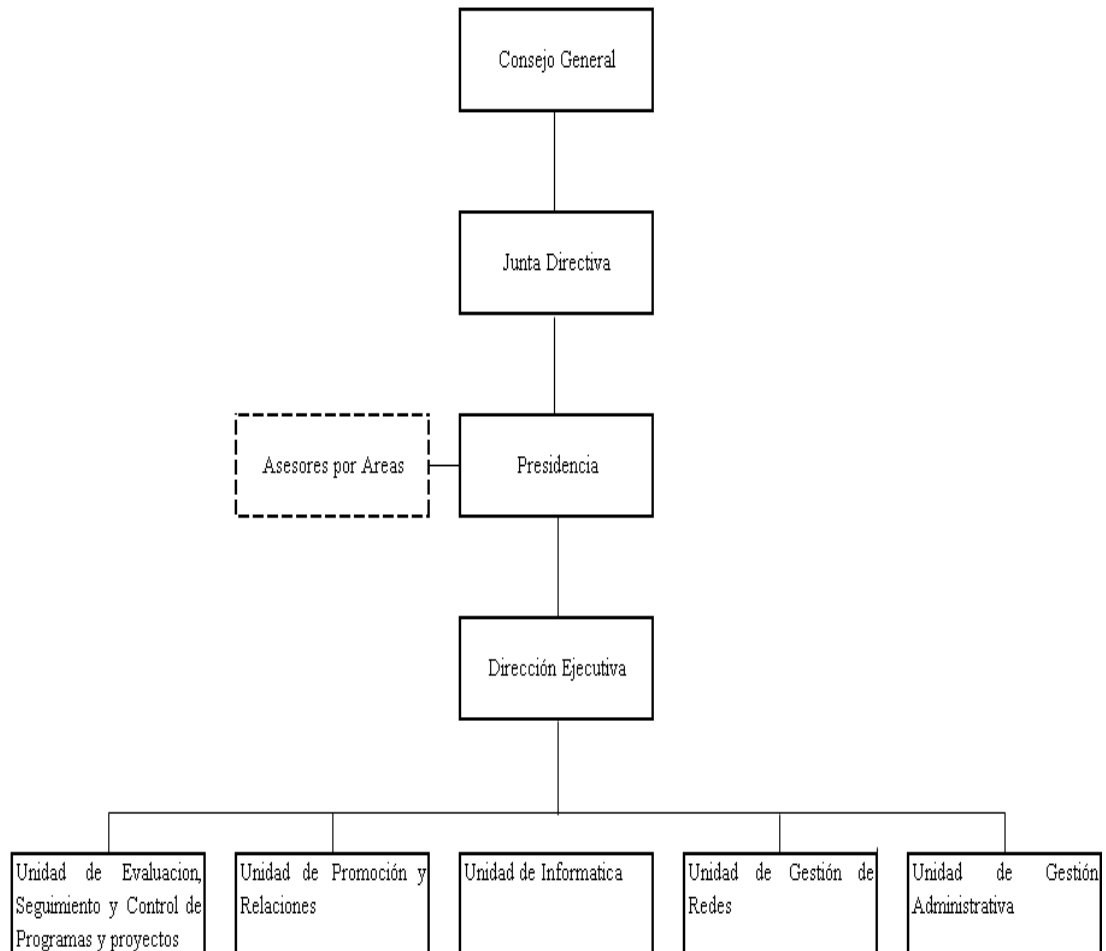 Consejo General
Junta Directiva
Asesores por Areas
Presidencia
Dirección Ejecutiva
Unidad de Evaluacion,
Seguimiento y Control de
Programas y proyectos
Unidad de Promoción y
Relaciones
Unidad de Informatica
Unidad de Gestión de
Redes
Unidad de Gestión
Administrativa